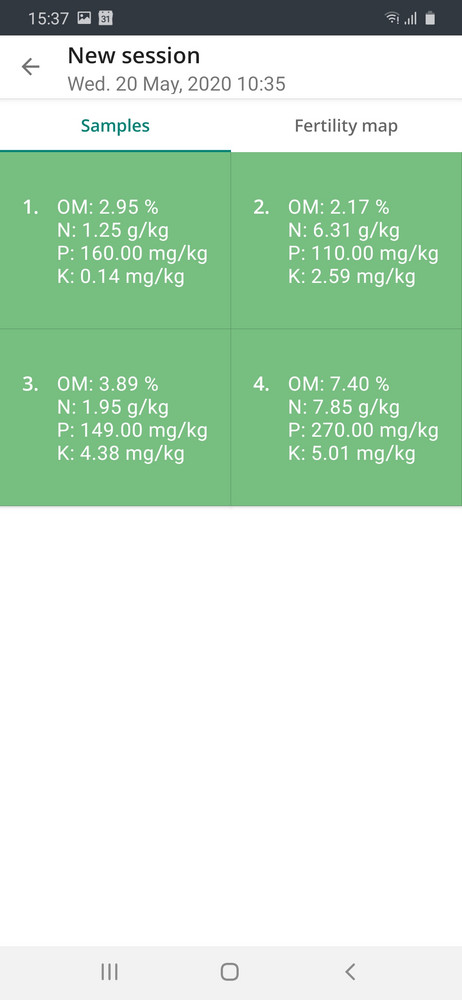 15:37 31
New session
Wed. 20 May, 2020 10:35
Samples Fertility map
1. OM: 2.95 %
N: 1.25 g/kg
P: 160.00 mg/kg
K: 0.14 mg/kg
2. OM: 2.17 %
N: 6.31 g/kg
P: 110.00 mg/kg
K: 2.59 mg/kg
3. OM: 3.89 %
N: 1.95 g/kg
P: 149.00 mg/kg
K: 4.38 mg/kg
4. OM: 7.40 %
N: 7.85 g/kg
P: 270.00 mg/kg
K: 5.01 mg/kg